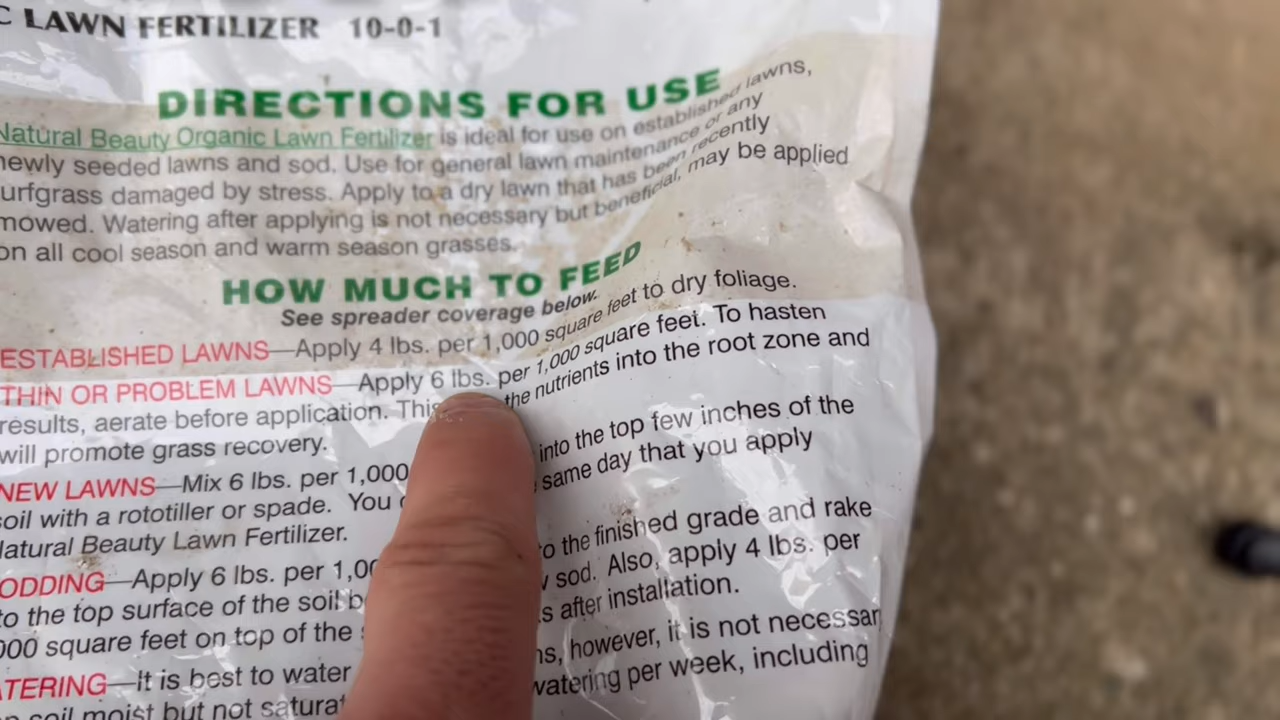 C LAWN FERTILIZER 10-0-1
DIRECTIONS FOR USE
Natural Beauty Organic Lawn Fertilizer is ideal for use on established lawns,
newly seeded lawns and sod. Use for general lawn maintenance or any
urfgrass damaged by stress. Apply to a dry lawn that has been recently
mowed. Watering after applying is not necessary but beneficial, may be applied
on all cool season and warm season grasses.
HOW MUCH TO FEED
See spreader coverage below.
ESTABLISHED LAWNS—Apply 4 lbs. per 1,000 square feet to dry foliage.
THIN OR PROBLEM LAWNS—Apply 6 lbs. per 1,000 square feet. To hasten
results, aerate before application. This the nutrients into the root zone and
will promote grass recovery.
NEW LAWNS—Mix 6 lbs. per 1,000 into the top few inches of the
soil with a rototiller or spade. You same day that you apply
Natural Beauty Lawn Fertilizer.
ODDING—Apply 6 lbs. per 1,00 to the finished grade and rake
to the top surface of the soil sod. Also, apply 4 lbs. per
000 square feet on top of the after installation.
ATERING—It is best to water however, it is not necessar
soil moist but not saturat watering per week, including